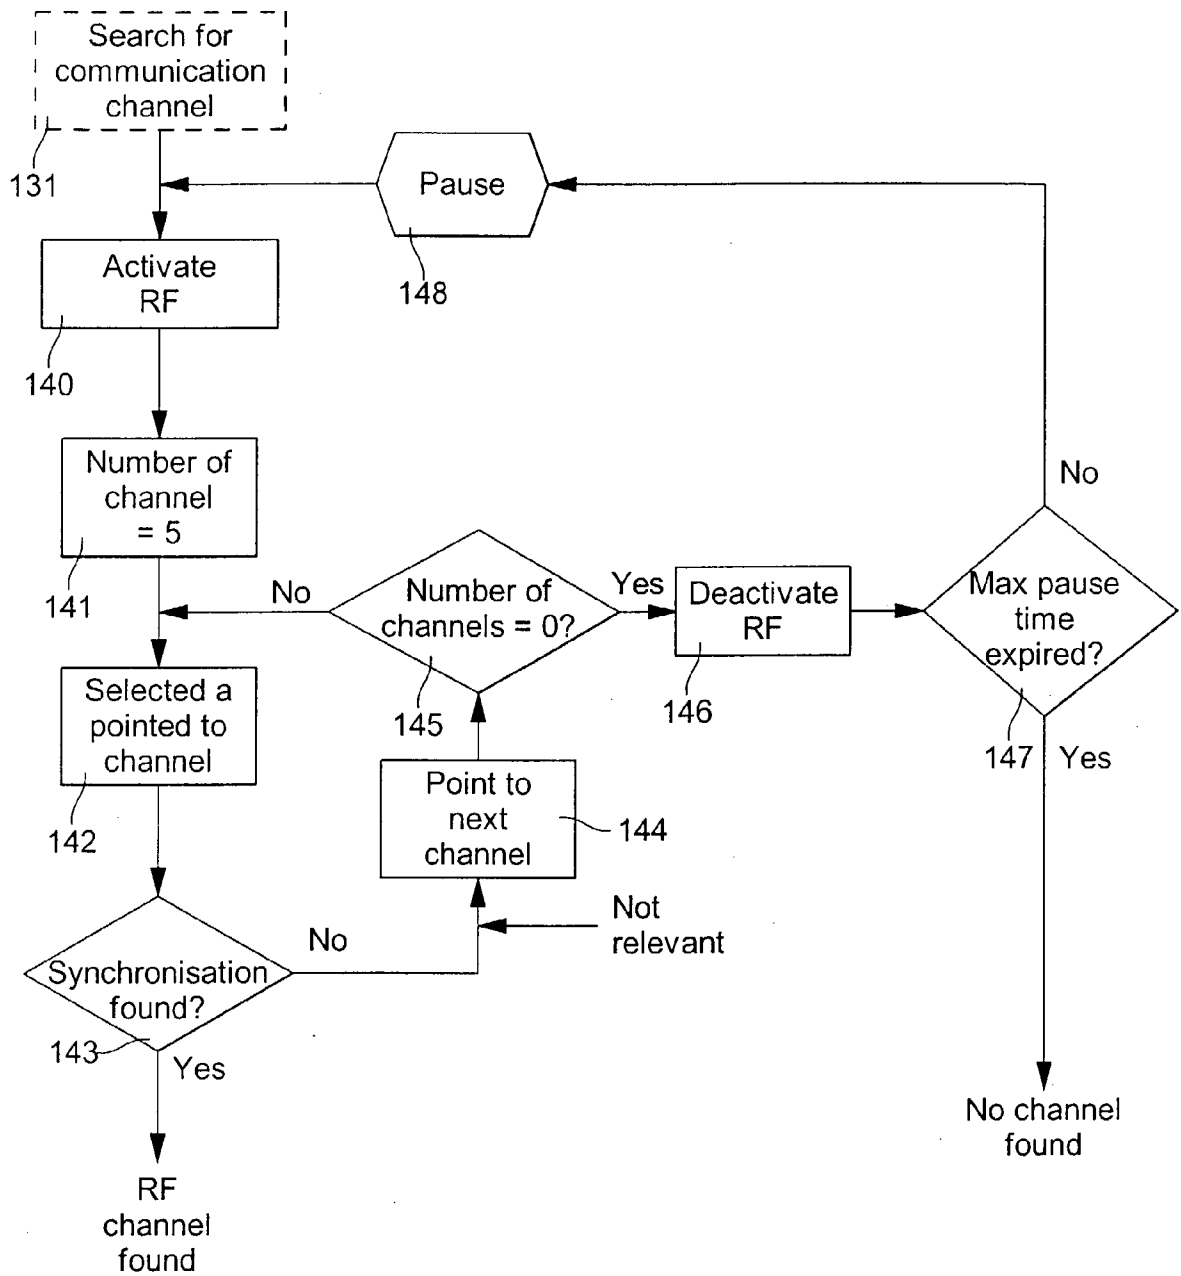 Search for
communication
channel
131
Pause
148
Activate
RF
140
Number of
channel
= 5
141
No
Number of
channels = 0?
145
Yes
Deactivate
RF
146
No
Max pause
time
expired?
147
Yes
Selected a
pointed to
channel
142
Point to
next
channel
144
Not
relevant
No
Synchronisation
found?
143
Yes
No channel
found
RF
channel
found